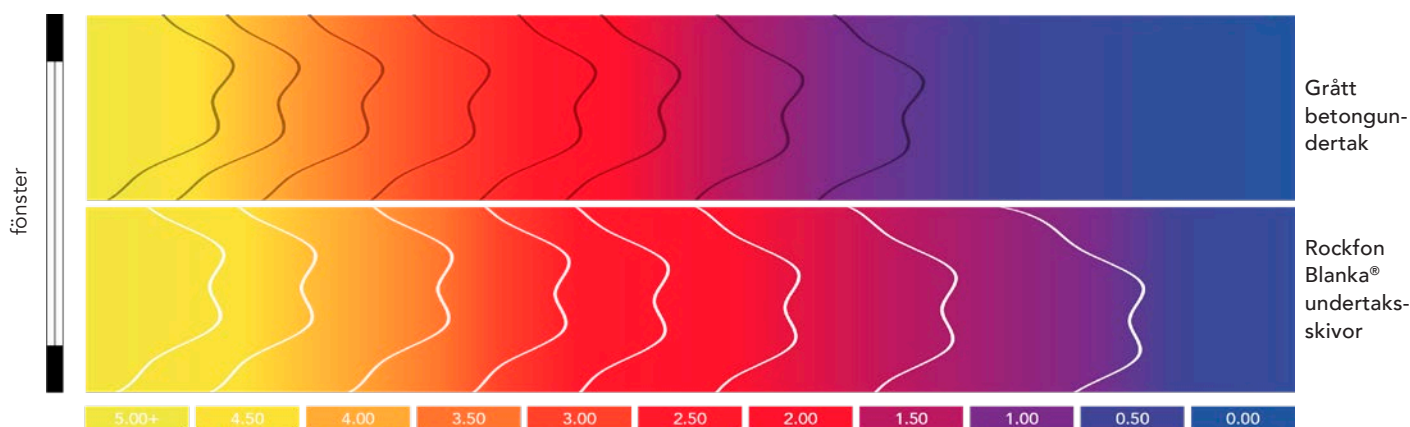 fönster
Grått
betongun-
dertak
Rockfon
Blanka®
undertaks-
skivor
5.00+ 4.50 4.00 3.50 3.00 2.50 2.00 1.50 1.00 0.50 0.00